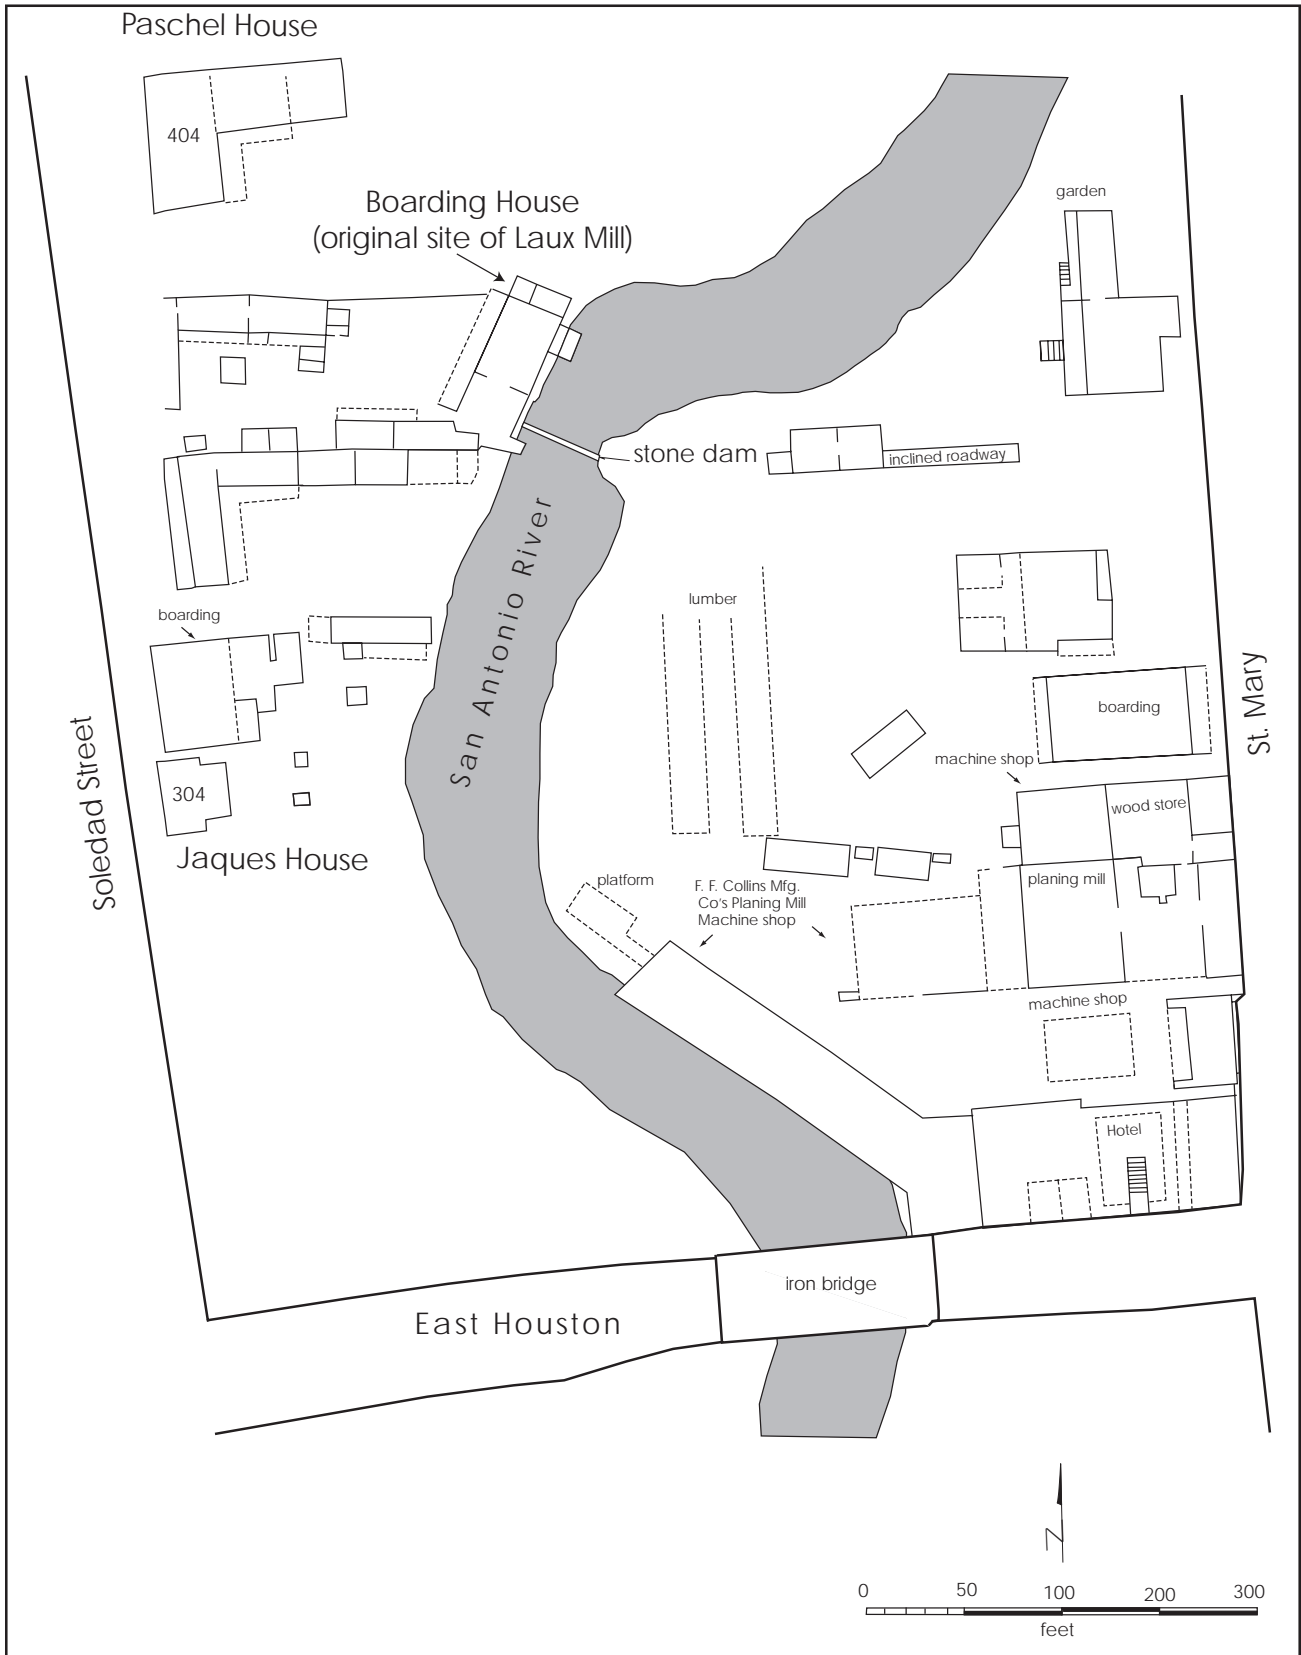 Paschel House
404
Boarding House
(original site of Laux Mill)
garden
stone dam
inclined roadway
San Antonio River
lumber
boarding
boarding
St. Mary
Soledad Street
machine shop
wood store
304
Jaques House
platform
F. F. Collins Mfg.
Co's Planing Mill
Machine shop
planing mill
machine shop
Hotel
iron bridge
East Houston
N
0 50 100 200 300
feet